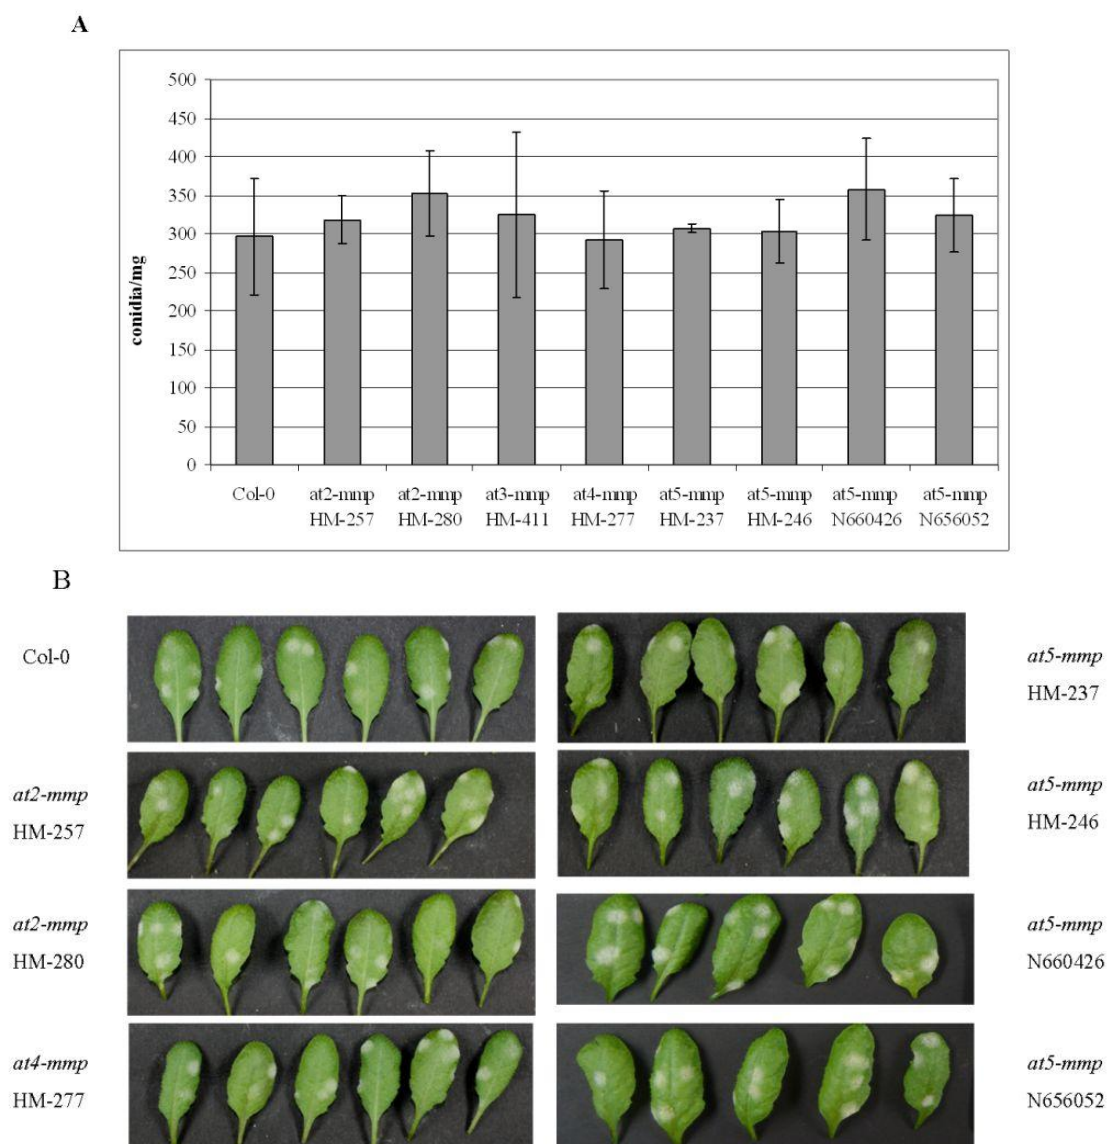 A
500
450
400
350
300
250
200
150
100
50
0
conidia/mg
Col-0 at2-mmp at2-mmp at3-mmp at4-mmp at5-mmp at5-mmp at5-mmp at5-mmp
HM-257 HM-280 HM-411 HM-277 HM-237 HM-246 N660426 N656052
B
Col-0
at2-mmp
HM-257
at2-mmp
HM-280
at4-mmp
HM-277
at5-mmp
HM-237
at5-mmp
HM-246
at5-mmp
N660426
at5-mmp
N656052